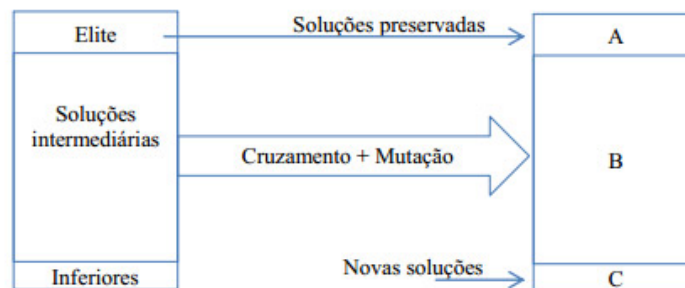 Elite
Soluções preservadas
A
Soluções
intermediárias
Cruzamento + Mutação
B
Inferiores
Novas soluções
C